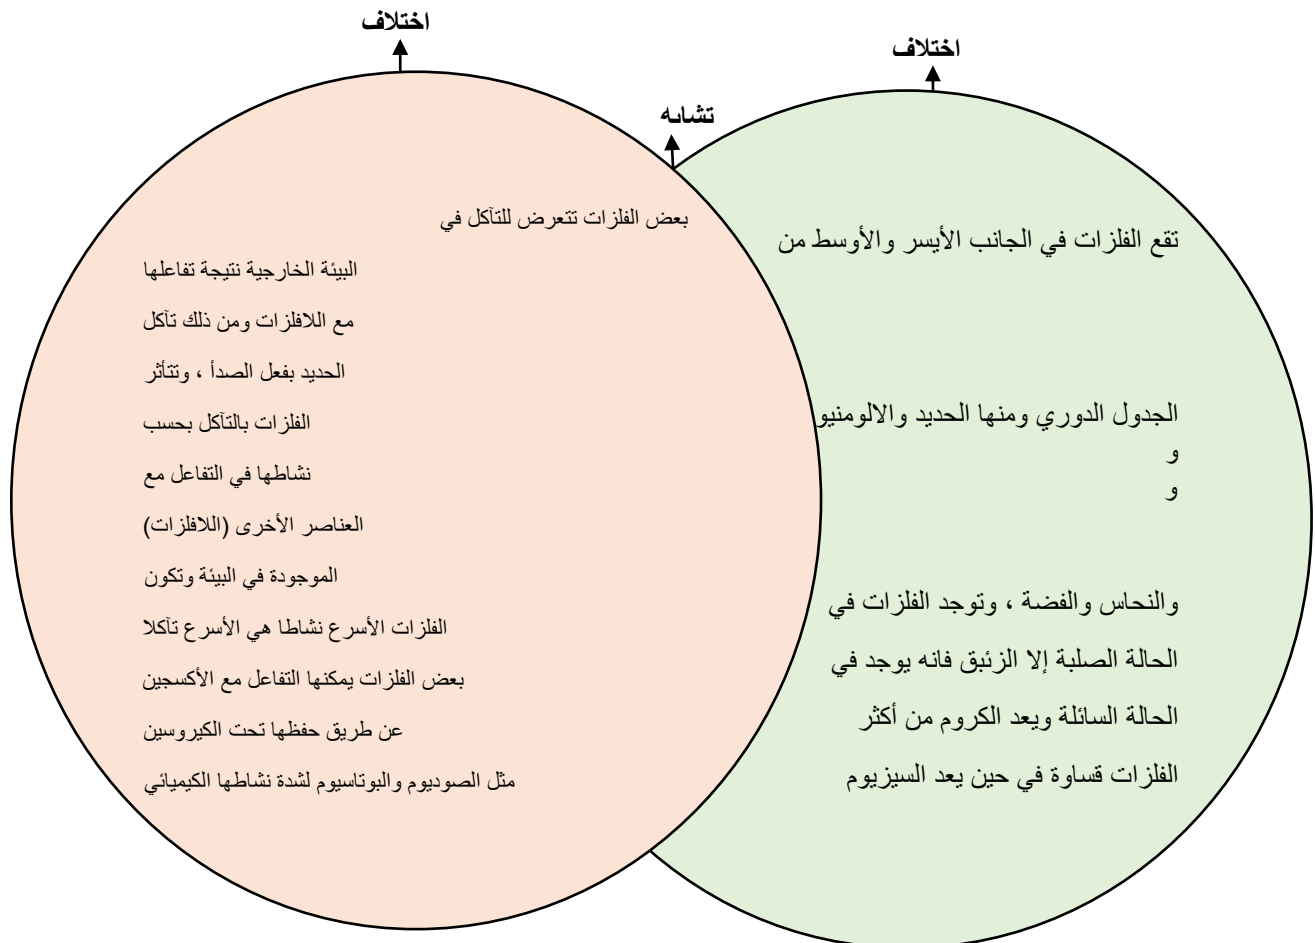 اختلاف
اختلاف
تشابه
تقع الفلزات في الجانب الأيسر والأوسط من
الجدول الدوري ومنها الحديد والالومنيو
و
و
والنحاس والفضة ، وتوجد الفلزات في
الحالة الصلبة إلا الزئبق فانه يوجد في
الحالة السائلة ويعد الكروم من أكثر
الفلزات قساوة في حين يعد السيزيوم
بعض الفلزات تتعرض للتآكل في
البيئة الخارجية نتيجة تفاعلها
مع اللافلزات ومن ذلك تآكل
الحديد بفعل الصدأ ، وتتأثر
الفلزات بالتآكل بحسب
نشاطها في التفاعل مع
العناصر الأخرى (اللافلزات)
الموجودة في البيئة وتكون
الفلزات الأسرع نشاطا هي الأسرع تآكلا
بعض الفلزات يمكنها التفاعل مع الأكسجين
عن طريق حفظها تحت الكيروسين
مثل الصوديوم والبوتاسيوم لشدة نشاطها الكيميائي